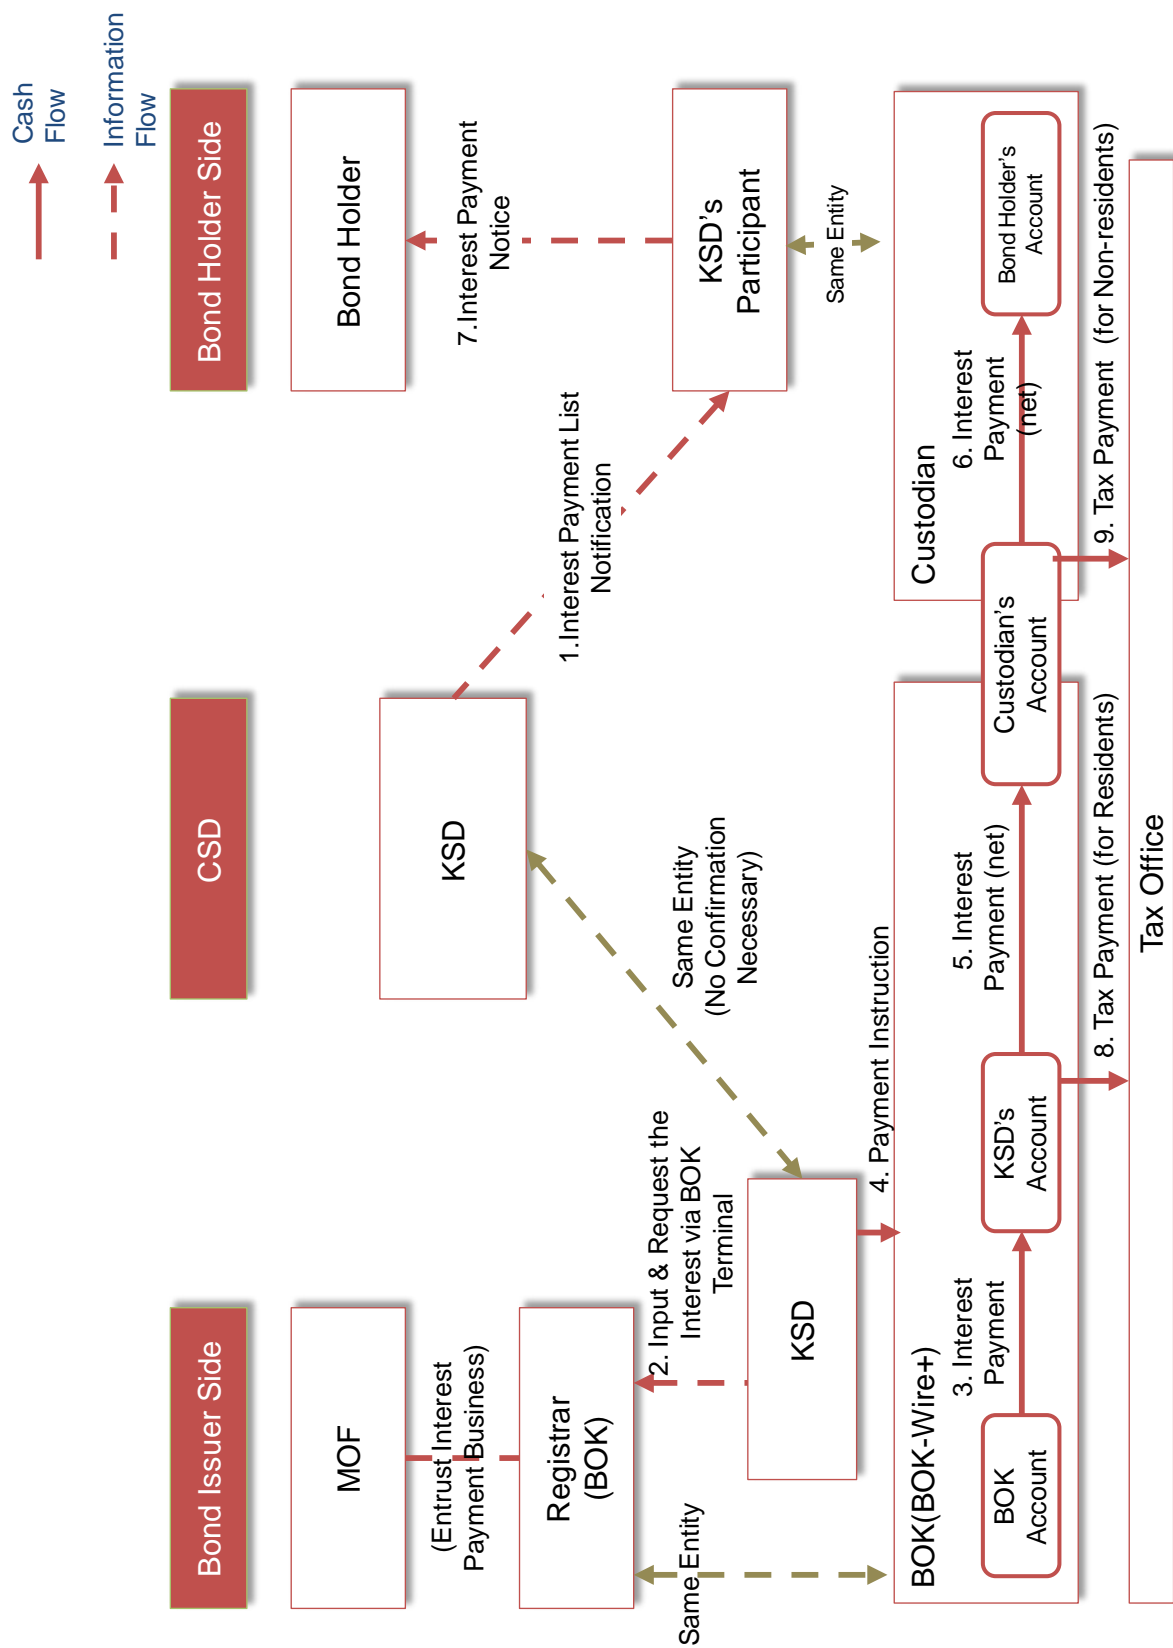 Cash
Flow
Information
Flow
Bond Issuer Side
CSD
Bond Holder Side
MOF
(Entrust Interest
Payment Business)
Registrar
(BOK)
Same Entity
2. Input & Request the
Interest via BOK
Terminal
KSD
KSD
Same Entity
(No Confirmation
Necessary)
1.Interest Payment List
Notification
Bond Holder
7.Interest Payment
Notice
KSD's
Participant
Same Entity
4. Payment Instruction
BOK(BOK-Wire+)
BOK
Account
3. Interest
Payment
KSD's
Account
5. Interest
Payment (net)
Custodian's
Account
Custodian
6. Interest
Payment
(net)
Bond Holder's
Account
8. Tax Payment (for Residents)
9. Tax Payment (for Non-residents)
Tax Office